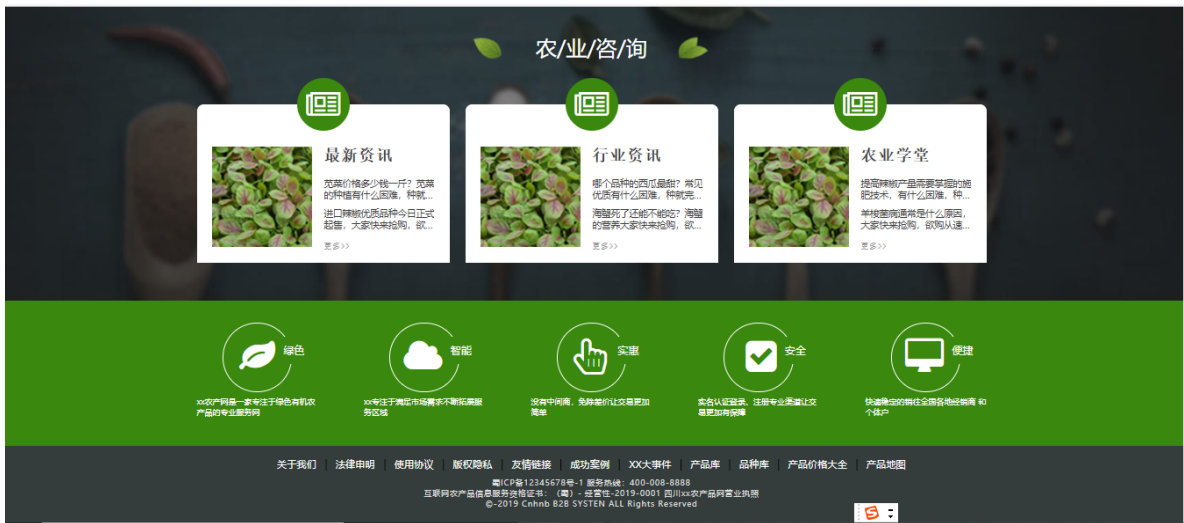 农/业/咨/询
最新资讯
苋菜价格多少钱一斤？苋菜
的种植有什么困难，种就...
进口辣椒优质品种今日正式
起售，大家快来抢购，欲...
更多>>
行业资讯
哪个品种的西瓜最甜？常见
优质有什么困难，种就完...
海蟹死了还能不能吃？海蟹
的营养大家快来抢购，欲...
更多>>
农业学堂
提高辣椒产量需要掌握的施
肥技术，有什么困难，种...
羊梭菌病通常是什么原因，
大家快来抢购，欲购从速...
更多>>
绿色
xx农产网是一家专注于绿色有机农
产品的专业服务网
智能
xx专注于满足市场需求不断拓展服
务区域
实惠
没有中间商，免除差价让交易更加
简单
安全
实名认证登录、注册专业渠道让交
易更加有保障
便捷
快速稳定的销往全国各地经销商 和
个体户
关于我们 | 法律申明 | 使用协议 | 版权隐私 | 友情链接 | 成功案例 | XX大事件 | 产品库 | 品种库 | 产品价格大全 | 产品地图
蜀ICP备12345678号-1 服务热线：400-008-8888
互联网农产品信息服务资格证书：（蜀）- 经营性-2019-0001 四川xx农产品网营业执照
©-2019 Cnhnb B2B SYSTEN ALL Rights Reserved